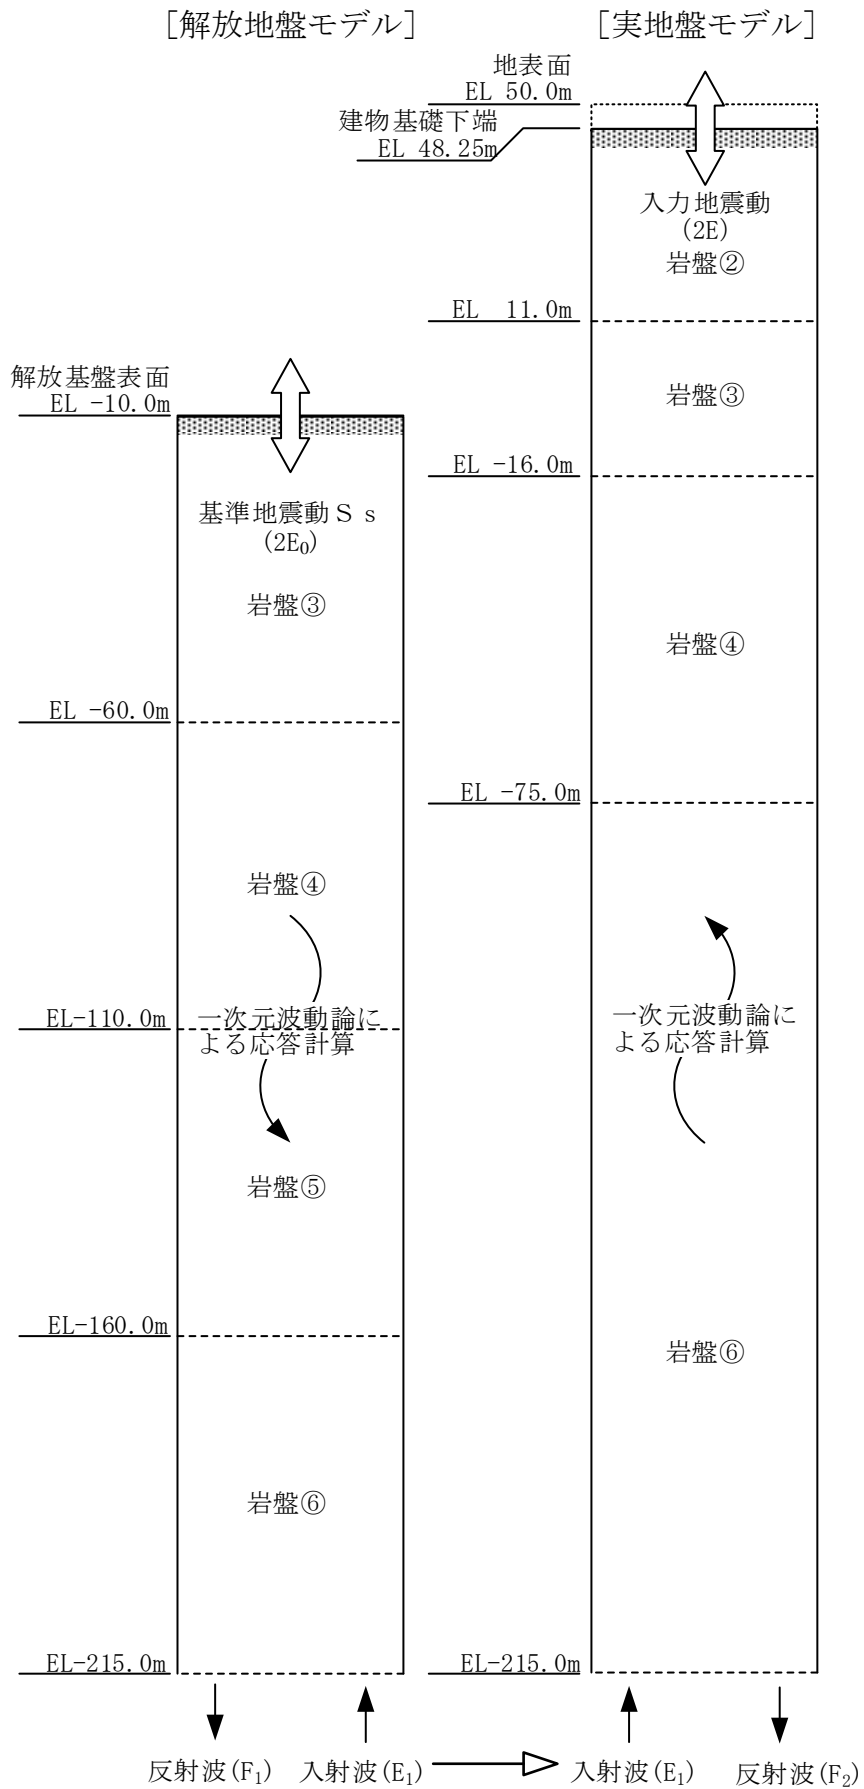 ［解放地盤モデル］
解放基盤表面
EL -10.0m
基準地震動Ｓｓ
(2E₀)
岩盤③
EL -60.0m
岩盤④
EL-110.0m
一次元波動論に
よる応答計算
岩盤⑤
EL-160.0m
岩盤⑥
EL-215.0m
反射波(F₁)
入射波(E₁)
［実地盤モデル］
地表面
EL 50.0m
建物基礎下端
EL 48.25m
入力地震動
(2E)
岩盤②
EL 11.0m
岩盤③
EL -16.0m
岩盤④
EL -75.0m
一次元波動論に
よる応答計算
岩盤⑥
EL-215.0m
入射波(E₁)
反射波(F₂)